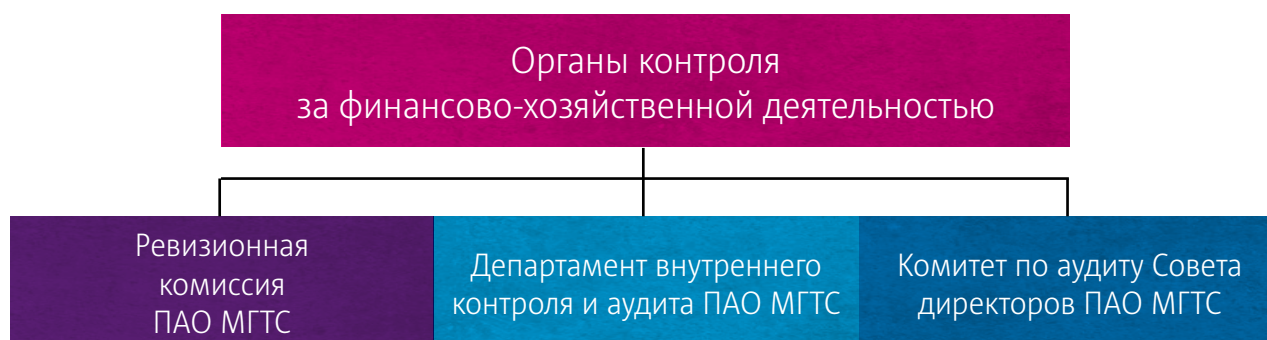 Органы контроля
за финансово-хозяйственной деятельностью
Ревизионная
комиссия
ПАО МГТС
Департамент внутреннего
контроля и аудита ПАО МГТС
Комитет по аудиту Совета
директоров ПАО МГТС